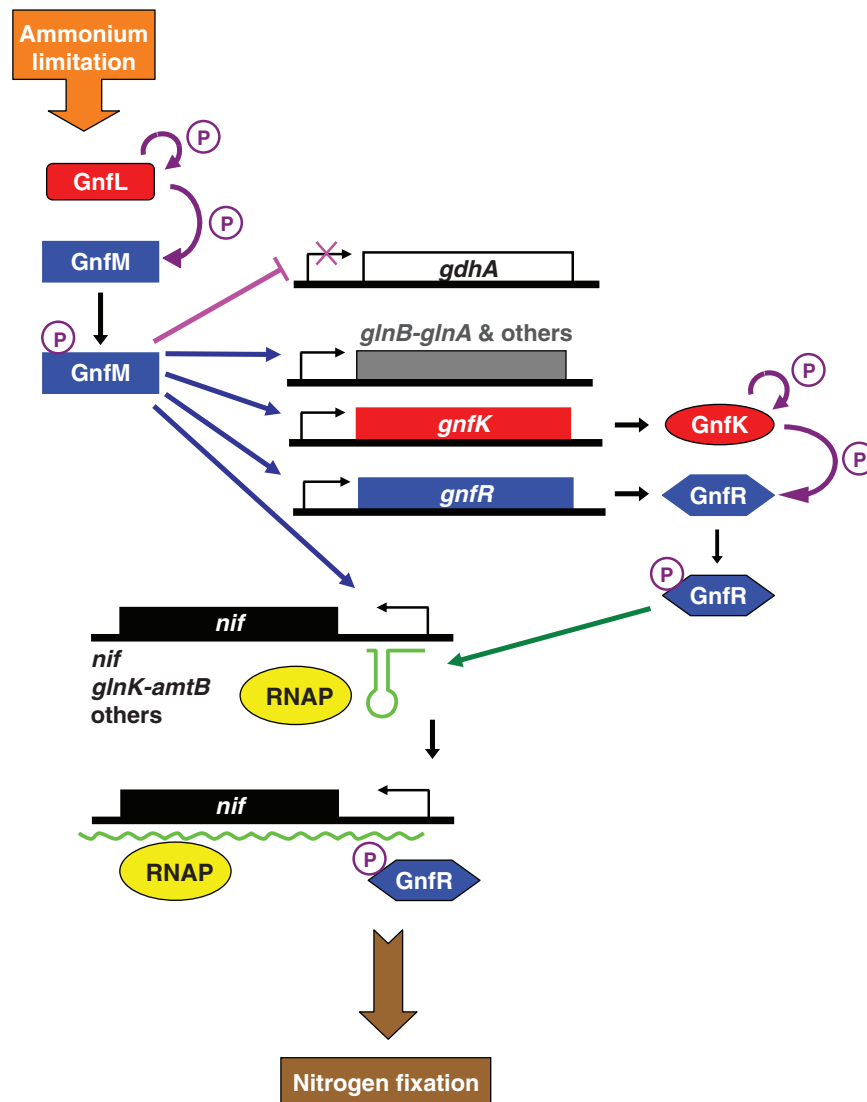 Ammonium
limitation
P
GnfL
P
GnfM
gdhA
P
GnfM
glnB-glnA & others
P
gnfK
GnfK
P
gnfR
GnfR
P
GnfR
nif
nif
glnK-amtB
others
RNAP
nif
RNAP
P
GnfR
Nitrogen fixation